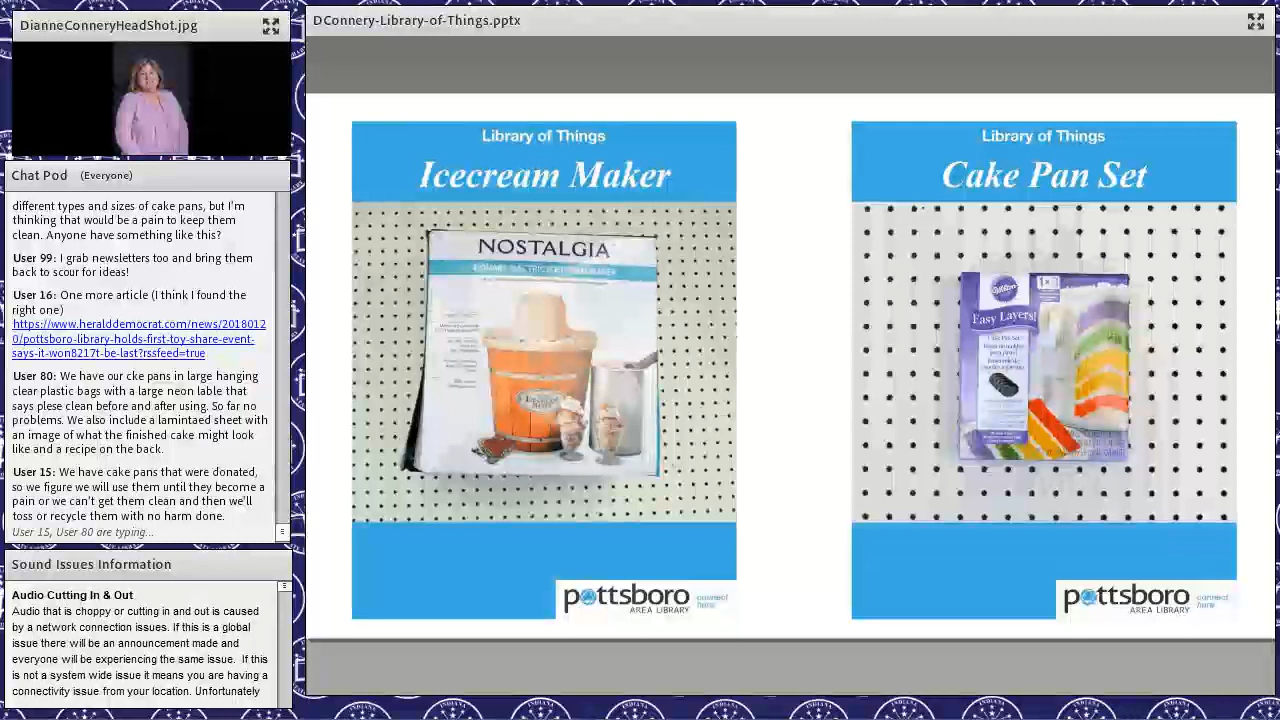 DianneConneryHeadShot.jpg
Chat Pod (Everyone)
different types and sizes of cake pans, but I'm
thinking that would be a pain to keep them
clean. Anyone have something like this?
User 99: I grab newsletters too and bring them
back to scour for ideas!
User 16: One more article (I think I found the
right one)
https://www.heralddemocrat.com/news/2018012
0/pottsboro-library-holds-first-toy-share-event-
says-it-won8217t-be-last?rssfeed=true
User 80: We have our cke pans in large hanging
clear plastic bags with a large neon lable that
says plese clean before and after using. So far no
problems. We also include a lamintaed sheet with
an image of what the finished cake might look
like and a recipe on the back.
User 15: We have cake pans that were donated,
so we figure we will use them until they become a
pain or we can't get them clean and then we'll
toss or recycle them with no harm done.
User 15, User 80 are typing...
Sound Issues Information
Audio Cutting In & Out
Audio that is choppy or cutting in and out is caused
by a network connection issues. If this is a global
issue there will be an announcement made and
everyone will be experiencing the same issue. If this
is not a system wide issue it means you are having a
connectivity issue from your location. Unfortunately
DConnery-Library-of-Things.pptx
Library of Things
Icecream Maker
NOSTALGIA
pottsboro
AREA LIBRARY
connect
here
Library of Things
Cake Pan Set
Wilton
Easy Layers!
Cake Pan Set
pottsboro
AREA LIBRARY
connect
here
INDIANA